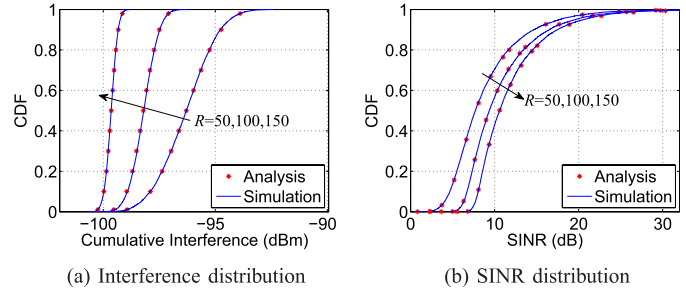 1
0.8
0.6
0.4
0.2
0
CDF
R=50,100,150
Analysis
Simulation
−100
−95
−90
Cumulative Interference (dBm)
(a) Interference distribution
1
0.8
0.6
0.4
0.2
0
CDF
R=50,100,150
Analysis
Simulation
0
10
20
30
SINR (dB)
(b) SINR distribution